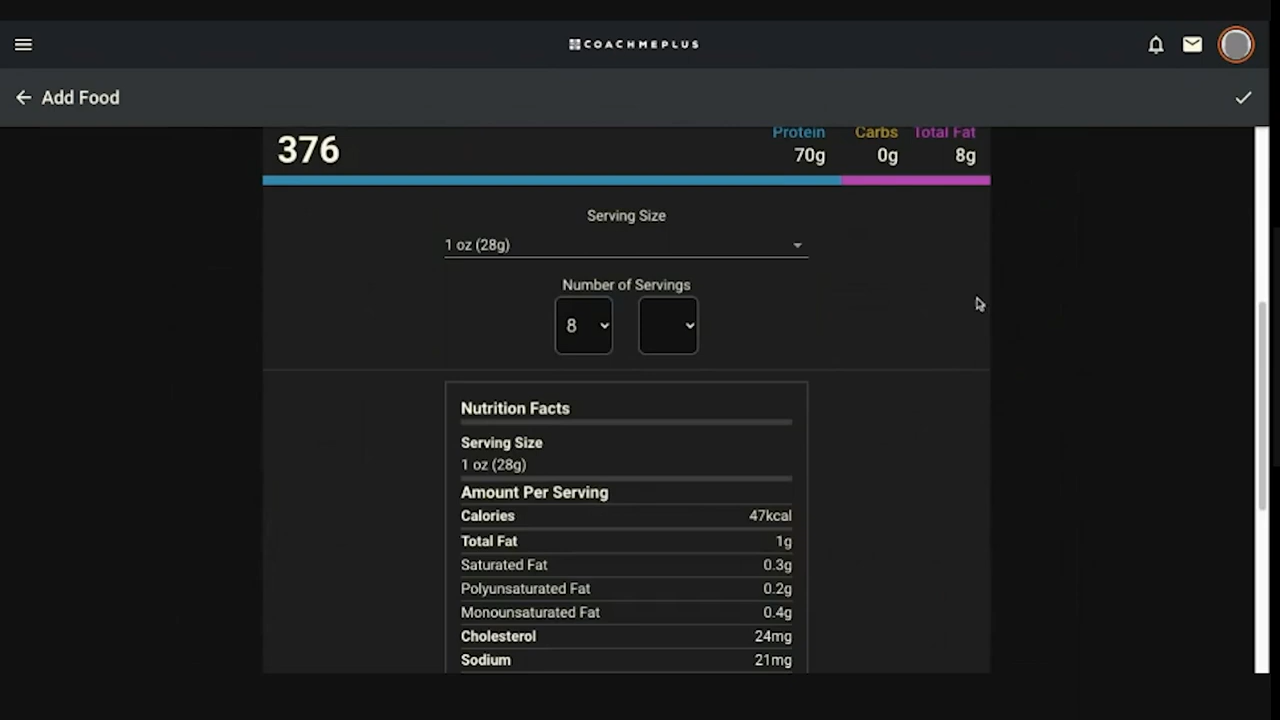 COACHMEPLUS
Add Food
376
Protein Carbs Total Fat
70g 0g 8g
Serving Size
1 oz (28g)
Number of Servings
8
Nutrition Facts
Serving Size
1 oz (28g)
Amount Per Serving
Calories 47kcal
Total Fat 1g
Saturated Fat 0.3g
Polyunsaturated Fat 0.2g
Monounsaturated Fat 0.4g
Cholesterol 24mg
Sodium 21mg